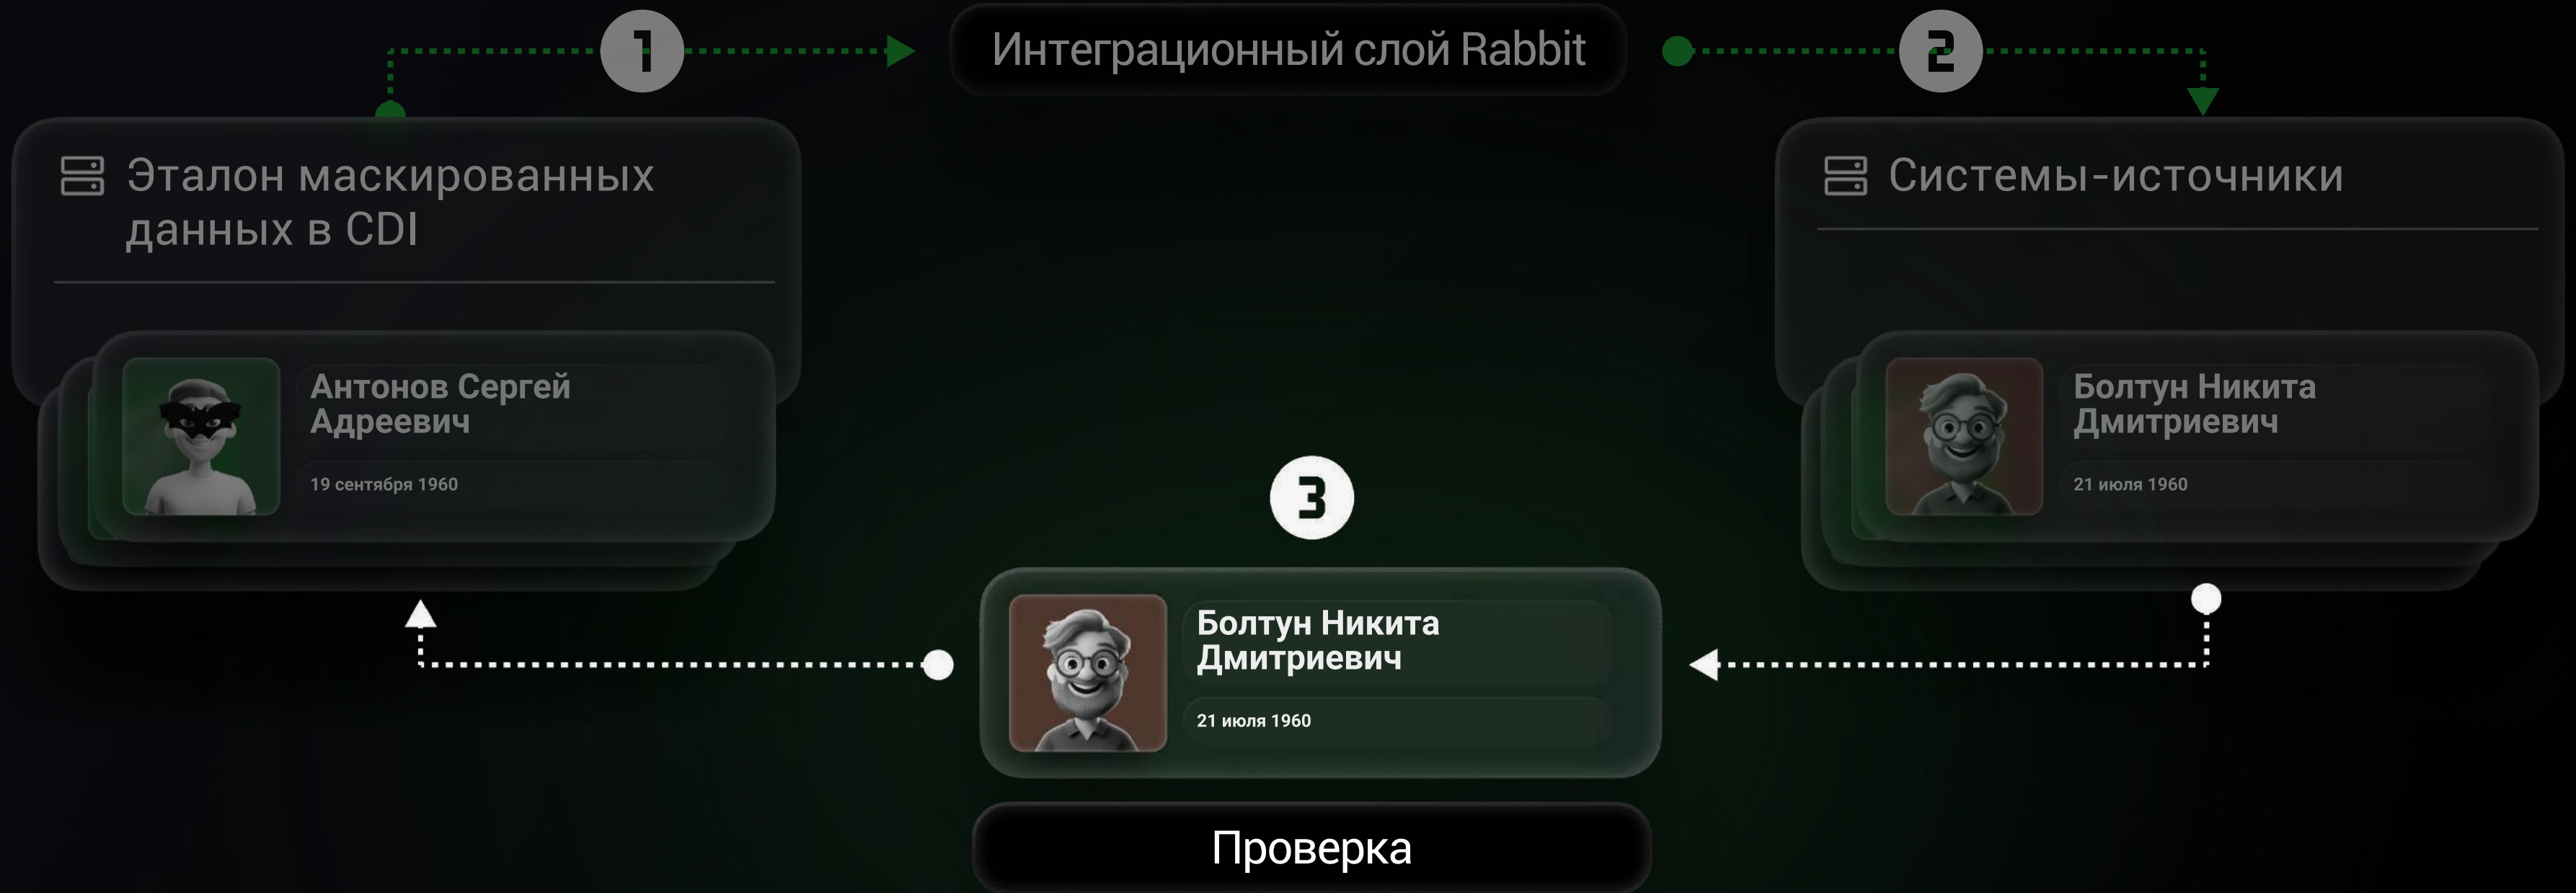 1
Интеграционный слой Rabbit
2
Эталон маскированных
данных в CDI
Антонов Сергей
Адреевич
19 сентября 1960
Системы-источники
Болтун Никита
Дмитриевич
21 июля 1960
3
Болтун Никита
Дмитриевич
21 июля 1960
Проверка